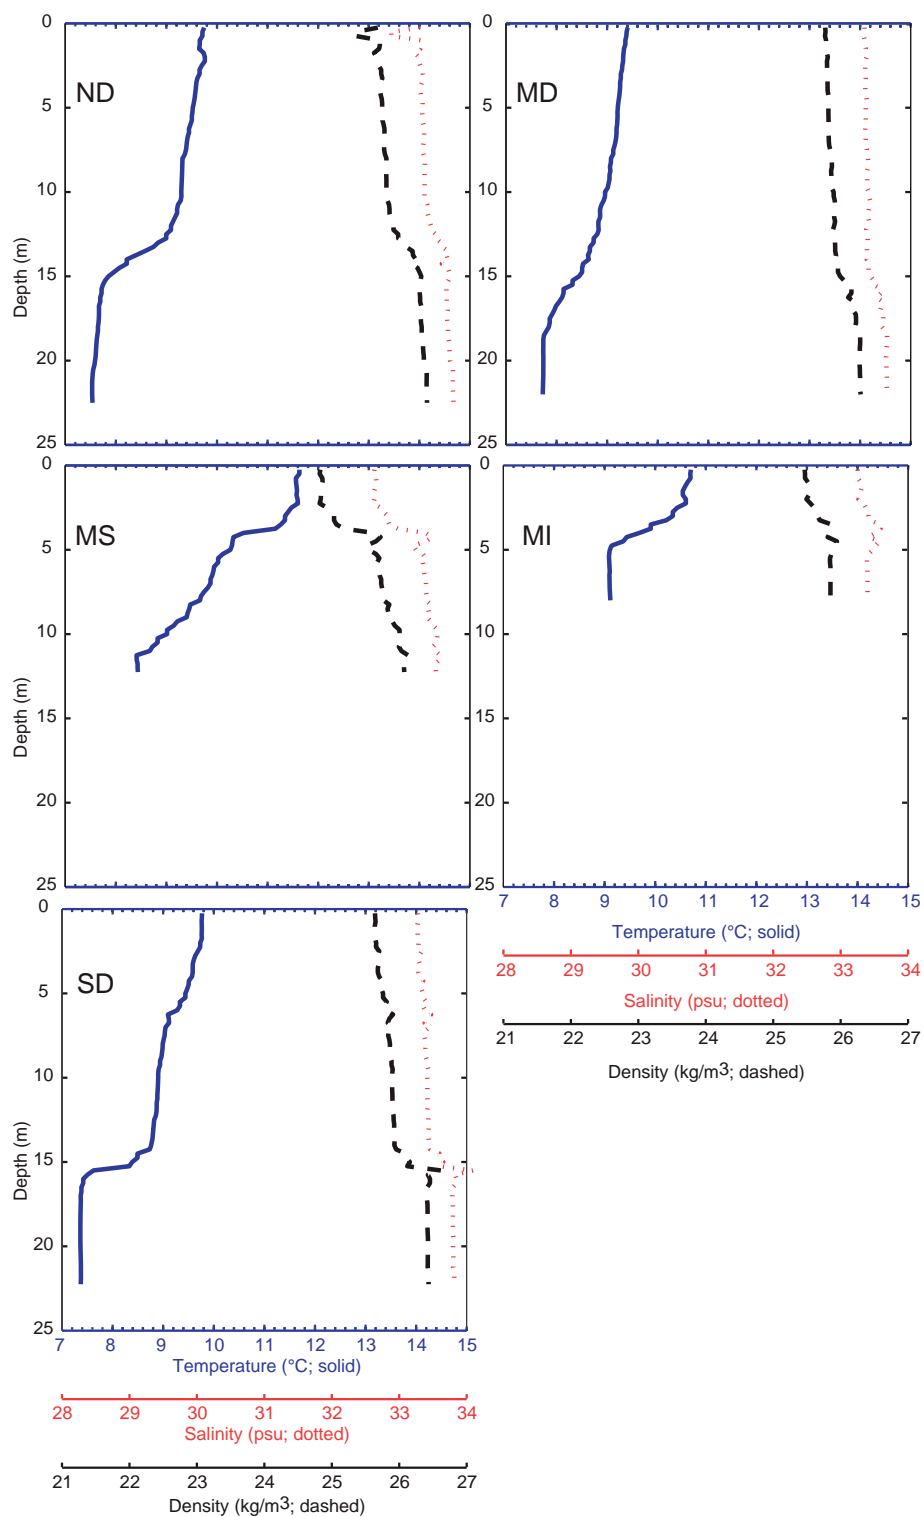 0
5
10
15
20
25
Depth (m)
ND
0
5
10
15
20
25
MD
0
5
10
15
20
25
Depth (m)
MS
0
5
10
15
20
25
MI
7 8 9 10 11 12 13 14 15
Temperature (°C; solid)
28 29 30 31 32 33 34
Salinity (psu; dotted)
21 22 23 24 25 26 27
Density (kg/m3; dashed)
0
5
10
15
20
25
Depth (m)
SD
7 8 9 10 11 12 13 14 15
Temperature (°C; solid)
28 29 30 31 32 33 34
Salinity (psu; dotted)
21 22 23 24 25 26 27
Density (kg/m3; dashed)